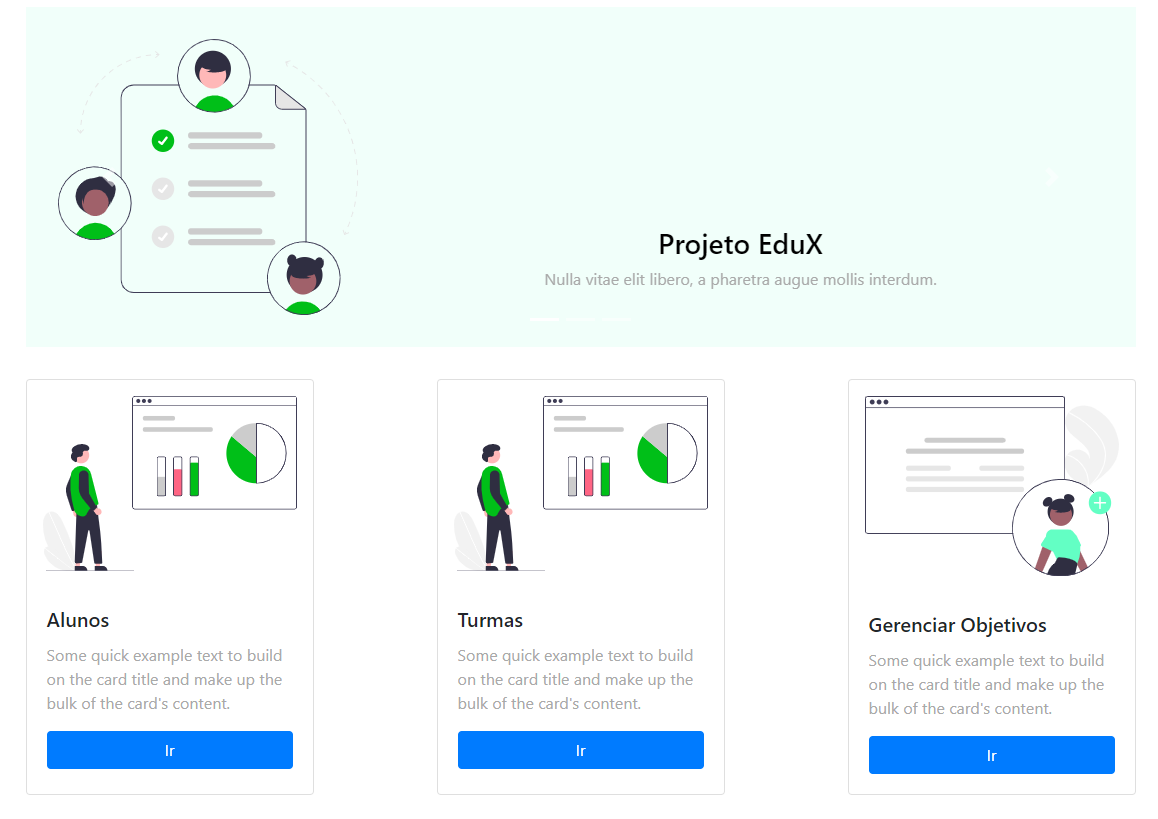 Projeto EduX
Nulla vitae elit libero, a pharetra augue mollis interdum.
Alunos
Some quick example text to build
on the card title and make up the
bulk of the card's content.
Ir
Turmas
Some quick example text to build
on the card title and make up the
bulk of the card's content.
Ir
Gerenciar Objetivos
Some quick example text to build
on the card title and make up the
bulk of the card's content.
Ir